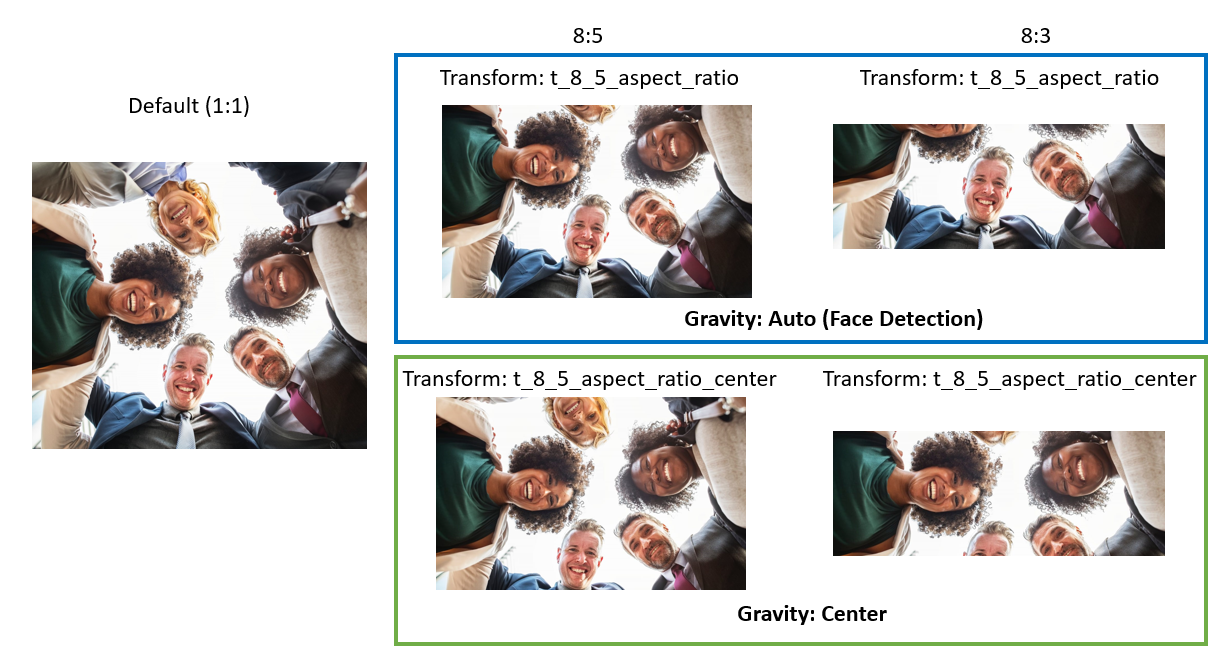 8:5
8:3
Transform: t_8_5_aspect_ratio
Transform: t_8_5_aspect_ratio
Default (1:1)
Gravity: Auto (Face Detection)
Transform: t_8_5_aspect_ratio_center
Transform: t_8_5_aspect_ratio_center
Gravity: Center